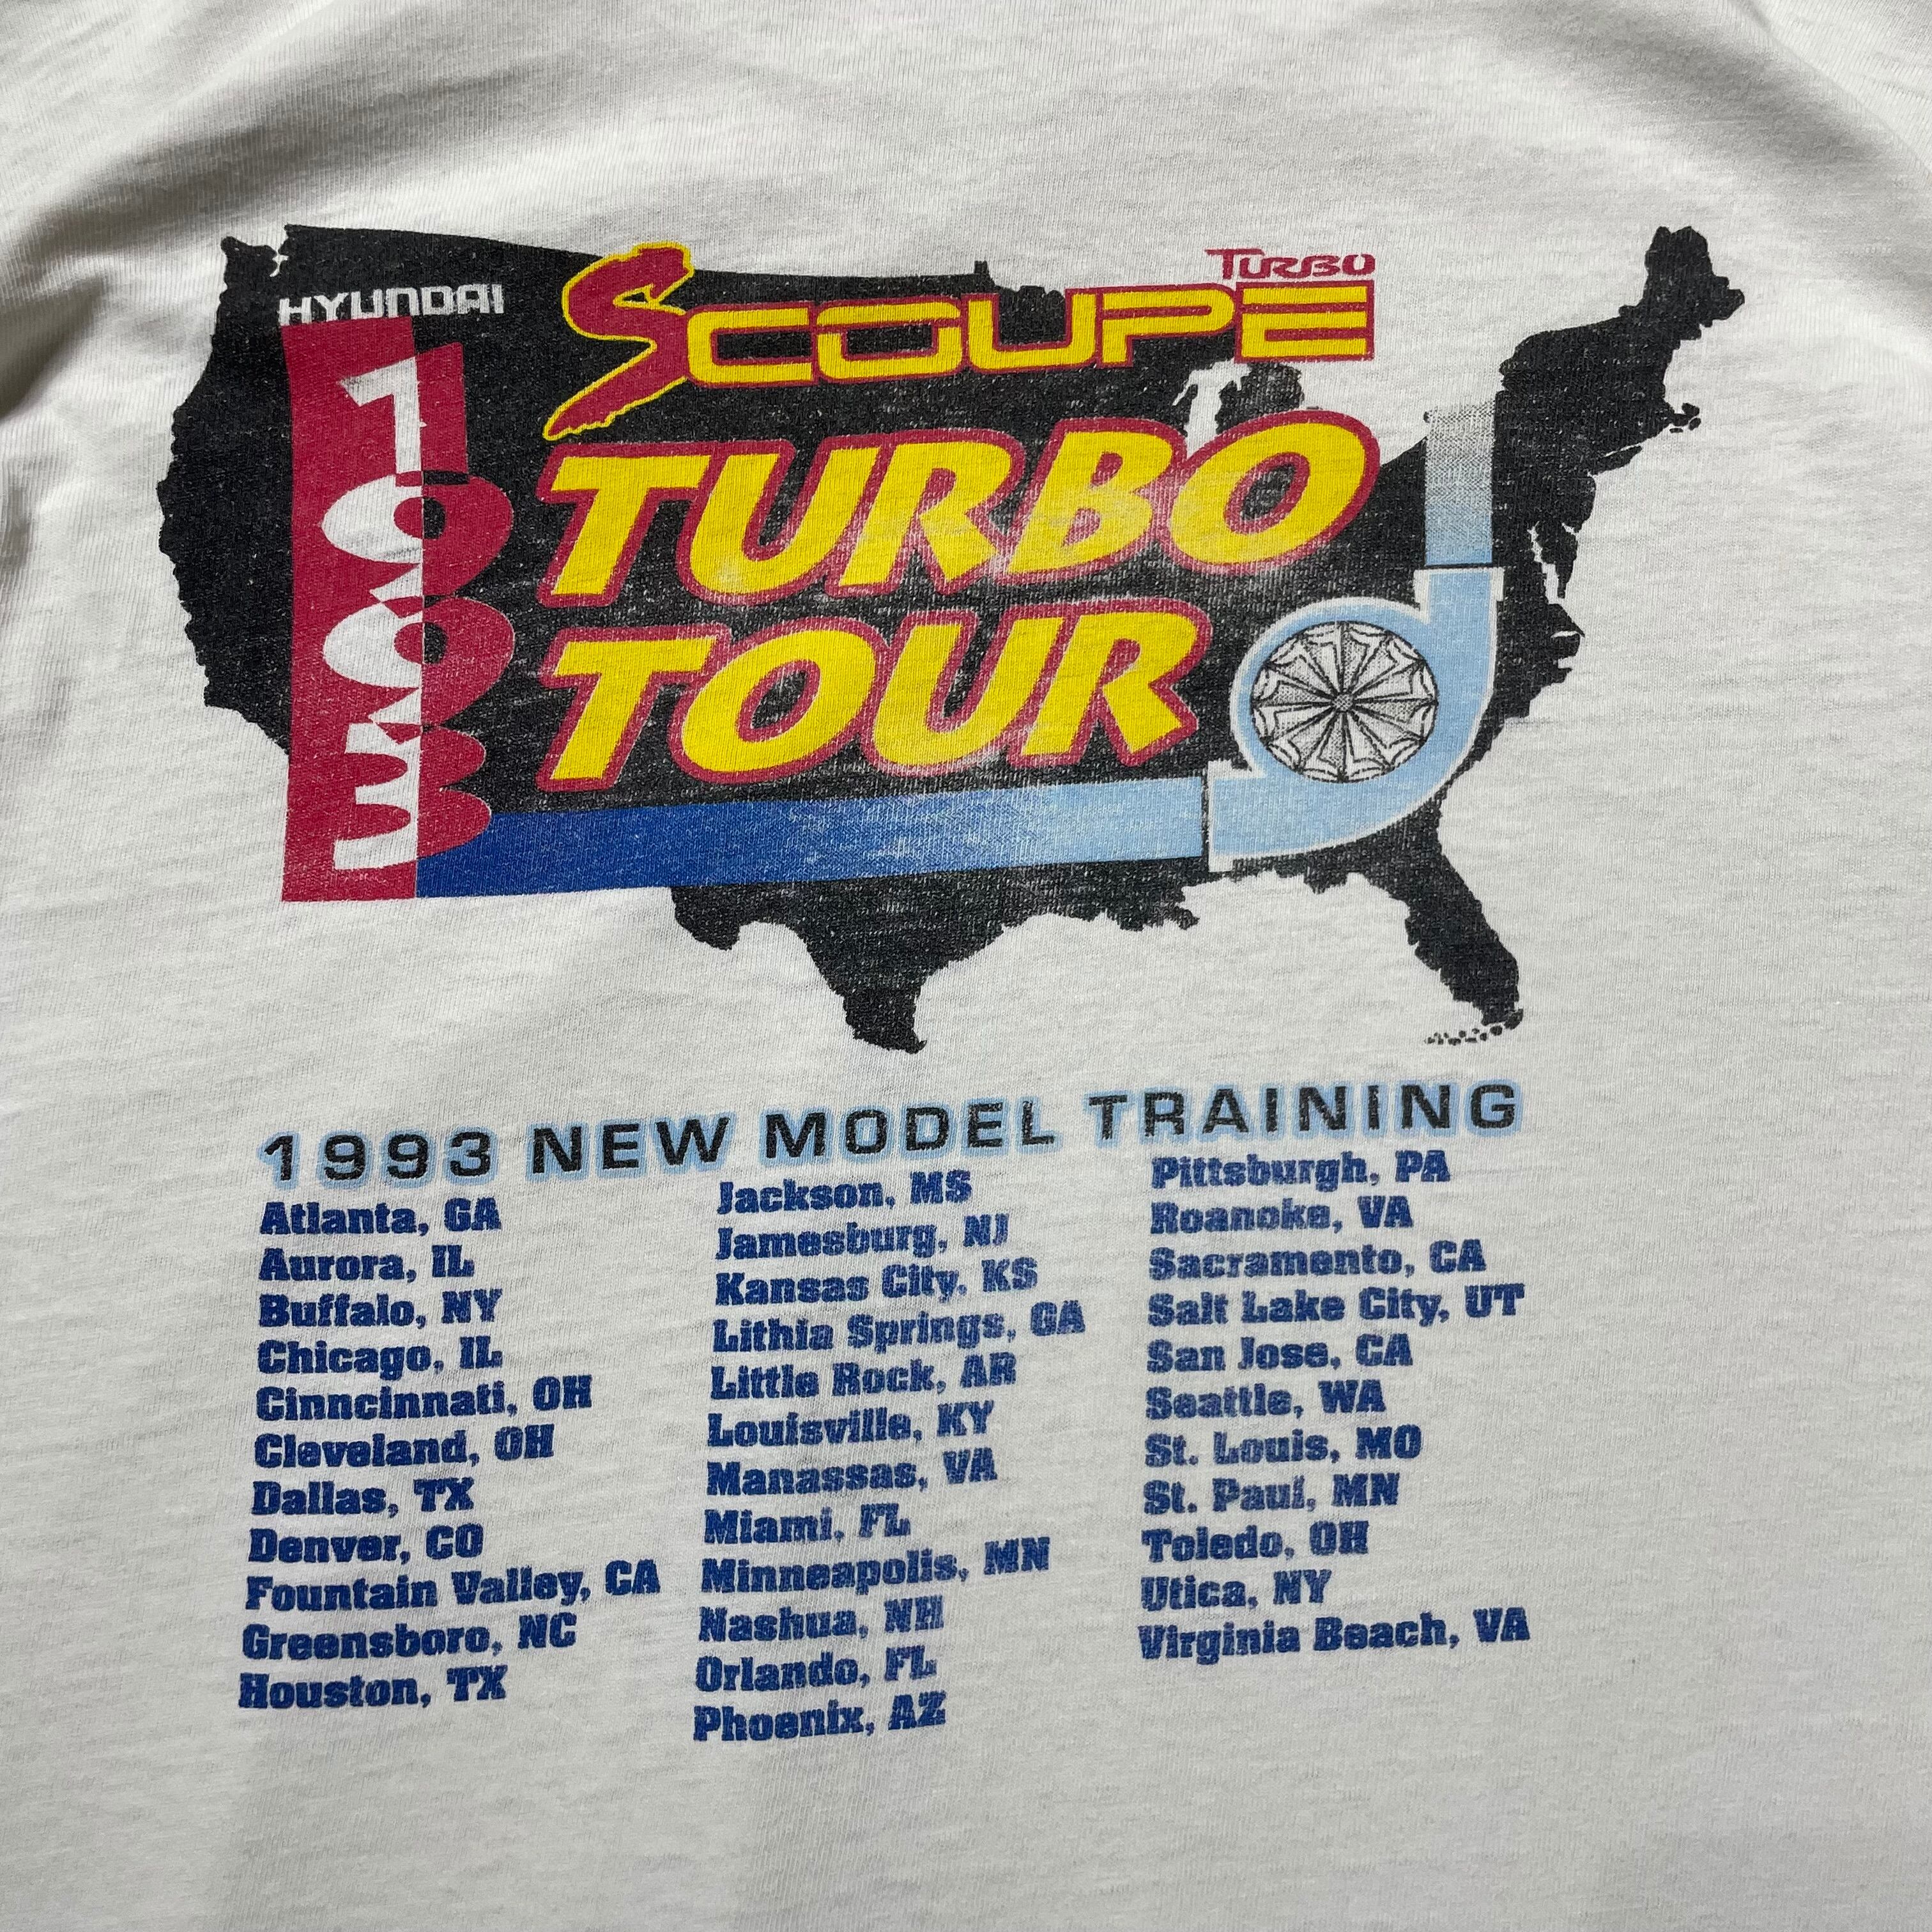 HYUNDAI
1993
TURBO
SCOUPE
TURBO
TOUR
1993 NEW MODEL TRAINING
Atlanta, GA
Aurora, IL
Buffalo, NY
Chicago, IL
Cinncinnati, OH
Cleveland, OH
Dallas, TX
Denver, CO
Fountain Valley, CA
Greensboro, NC
Houston, TX
Jackson, MS
Jamesburg, NJ
Kansas City, KS
Lithia Springs, GA
Little Rock, AR
Louisville, KY
Manassas, VA
Miami, FL
Minneapolis, MN
Nashua, NH
Orlando, FL
Phoenix, AZ
Pittsburgh, PA
Roanoke, VA
Sacramento, CA
Salt Lake City, UT
San Jose, CA
Seattle, WA
St. Louis, MO
St. Paul, MN
Toledo, OH
Utica, NY
Virginia Beach, VA